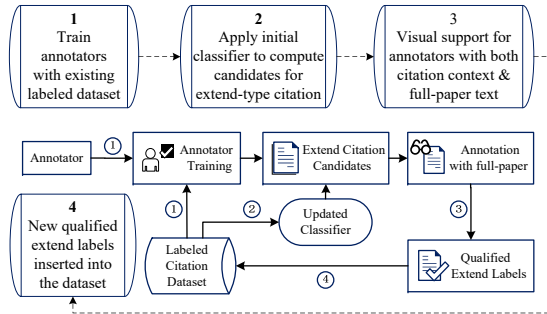 1
Train
annotators
with existing
labeled dataset
2
Apply initial
classifier to compute
candidates for
extend-type citation
3
Visual support for
annotators with both
citation context &
full-paper text
Annotator
①
Annotator
Training
Extend Citation
Candidates
Annotation
with full-paper
4
New qualified
extend labels
inserted into
the dataset
①
②
Updated
Classifier
③
Labeled
Citation
Dataset
④
Qualified
Extend Labels